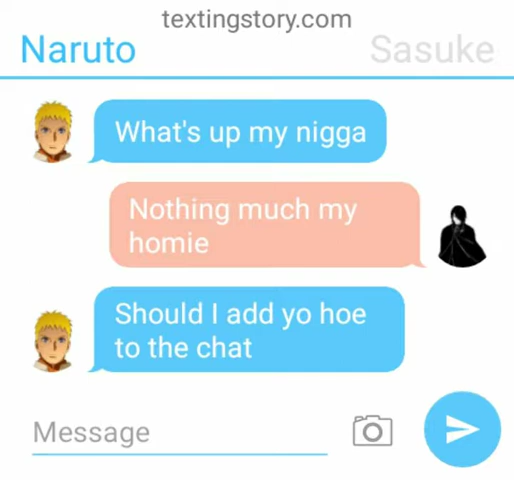 textingstory.com
Naruto
Sasuke
What's up my nigga
Nothing much my
homie
Should I add yo hoe
to the chat
Message